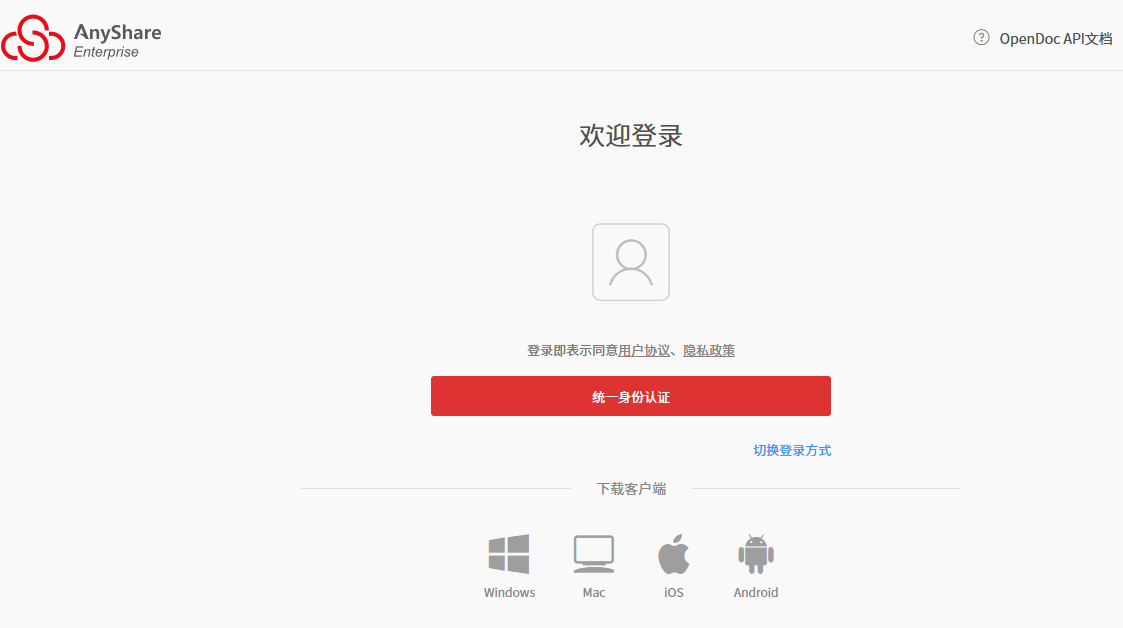 AnyShare
Enterprise
OpenDoc API文档
欢迎登录
登录即表示同意用户协议、隐私政策
统一身份认证
切换登录方式
下载客户端
Windows Mac iOS Android